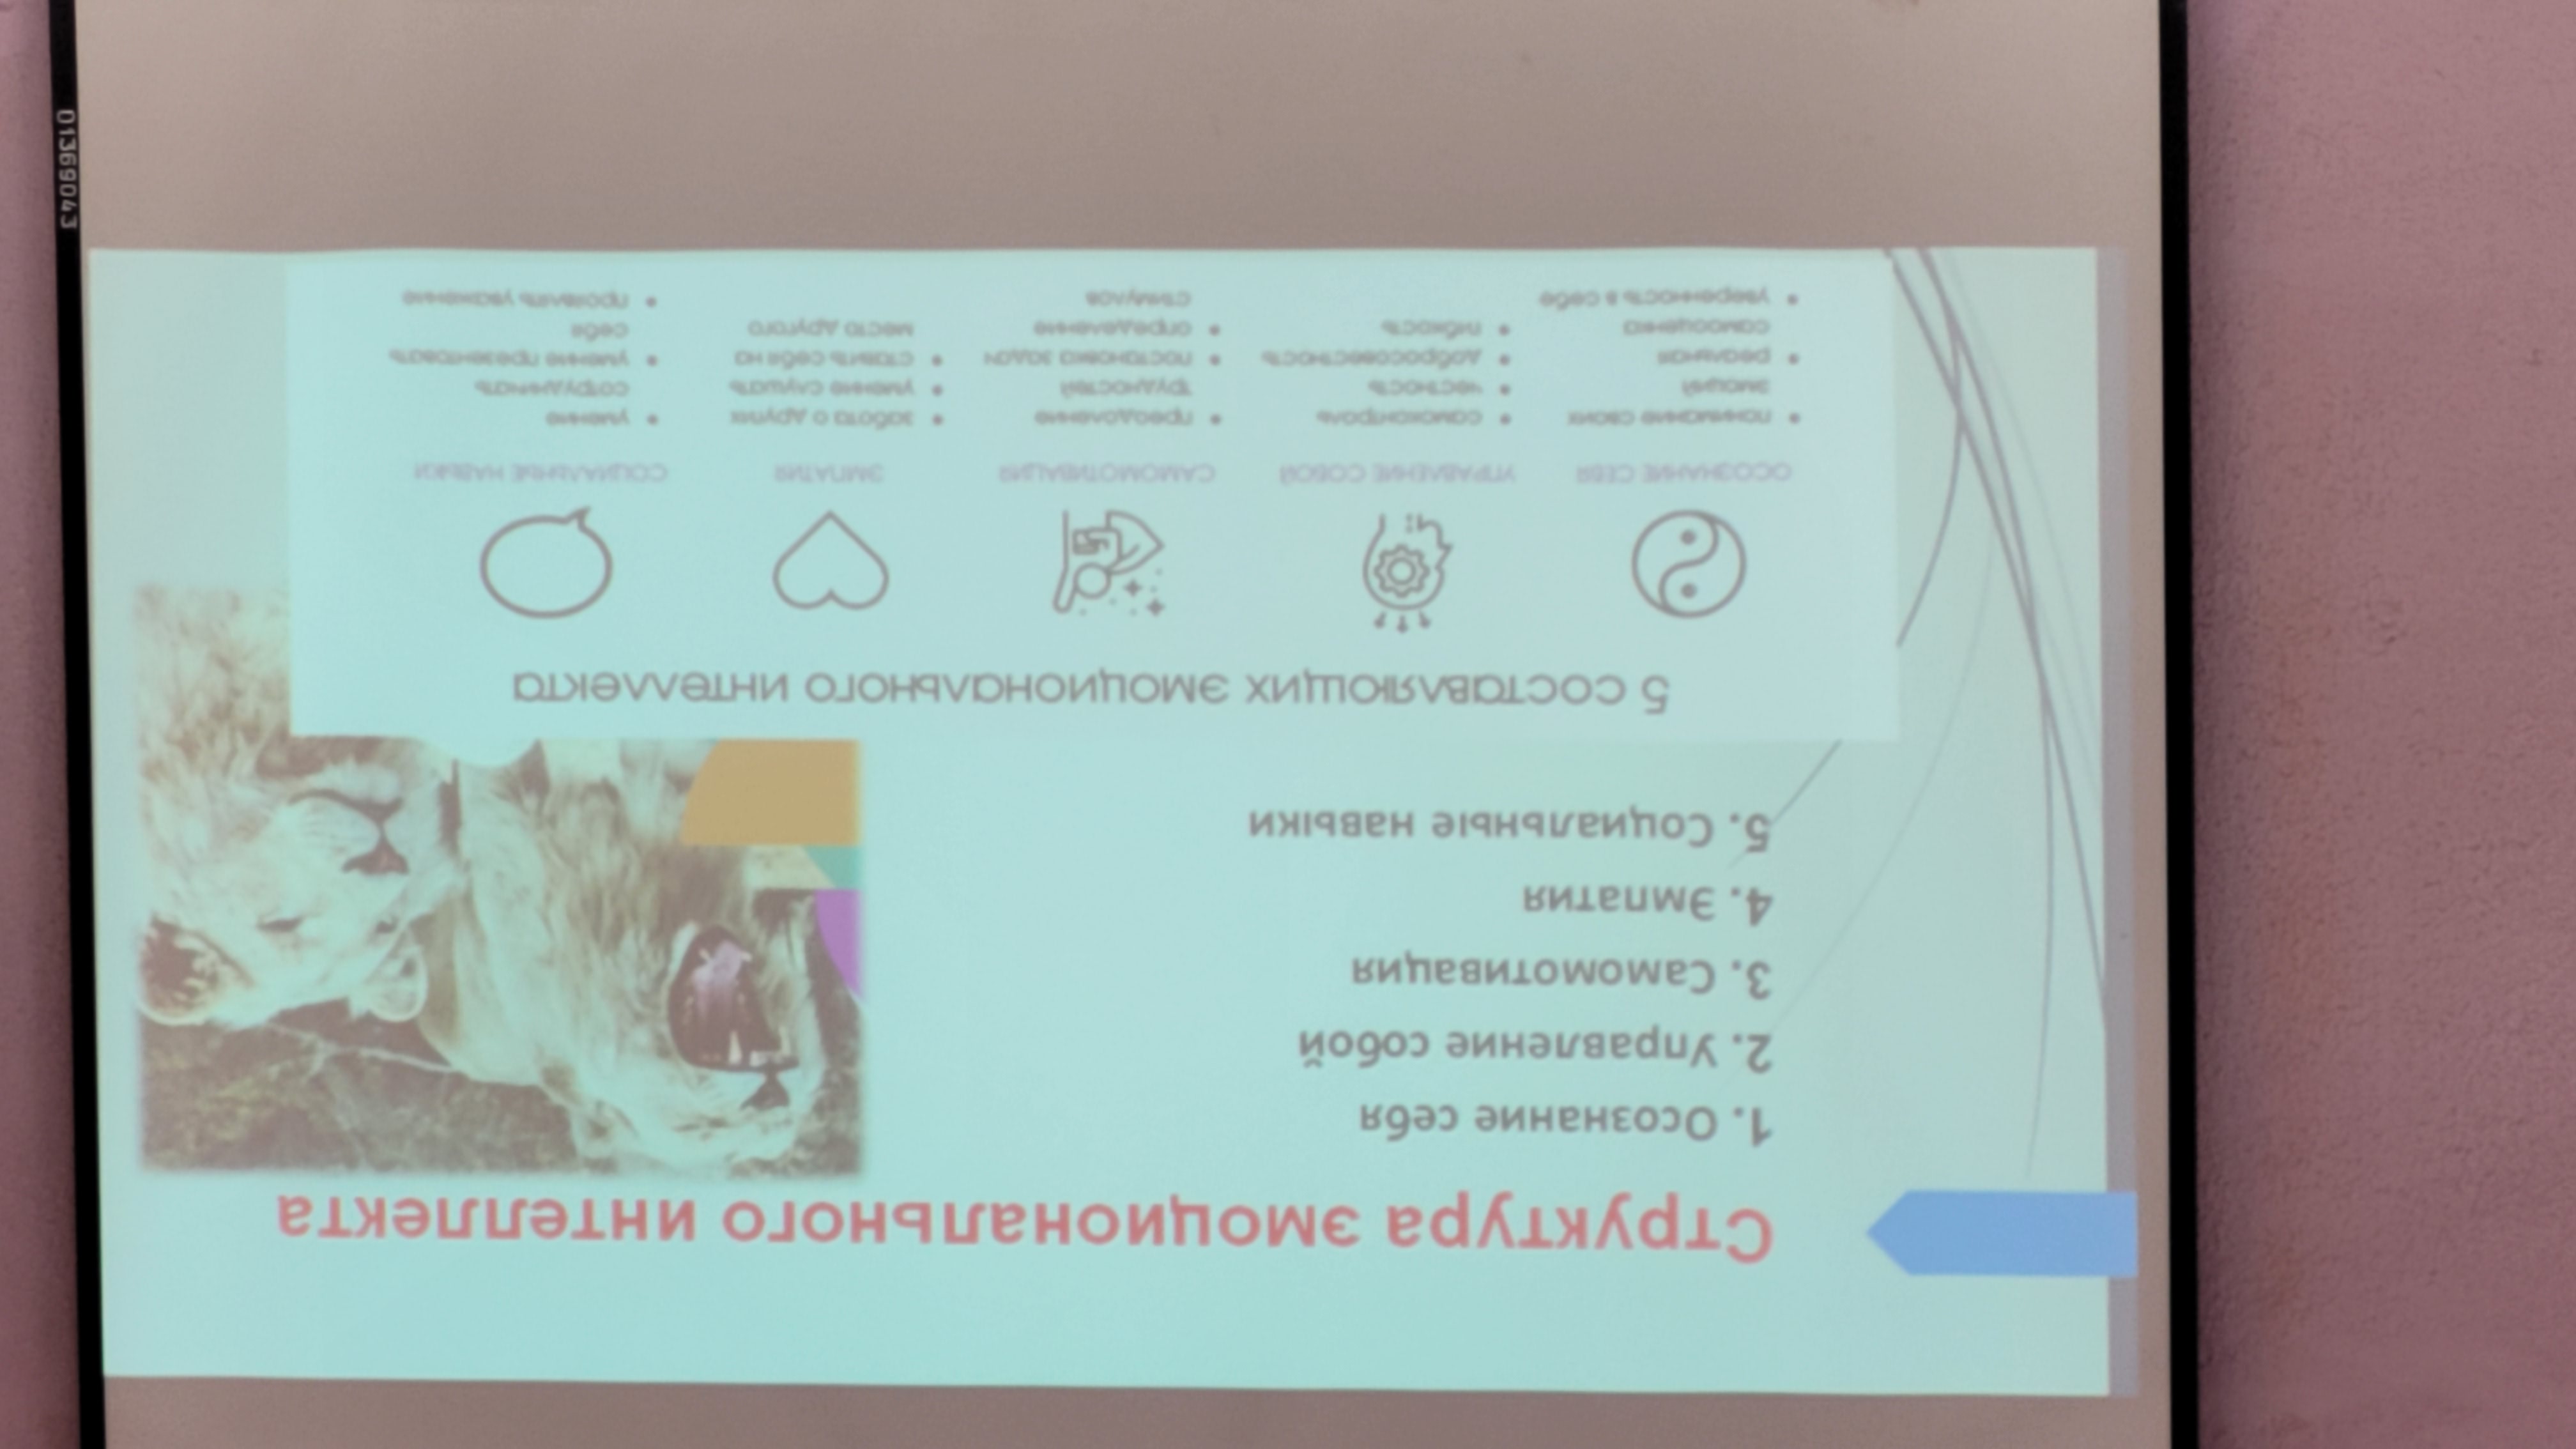 Структура эмоционального интеллекта
1. Осознание себя
2. Управление собой
3. Самомотивация
4. Эмпатия
5. Социальные навыки
5 составляющих эмоционального интеллекта
ОСОЗНАНИЕ СЕБЯ
• понимание своих
эмоций
• реальная
самооценка
• уверенность в себе
УПРАВЛЕНИЕ СОБОЙ
• самоконтроль
• честность
• добросовестность
• гибкость
САМОМОТИВАЦИЯ
• преодоление
трудностей
• постановка задач
• определение
стимулов
ЭМПАТИЯ
• забота о других
• умение слушать
• ставить себя на
место другого
СОЦИАЛЬНЫЕ НАВЫКИ
• умение
сотрудничать
• умение презентовать
себя
• проявлять уважение
01369043